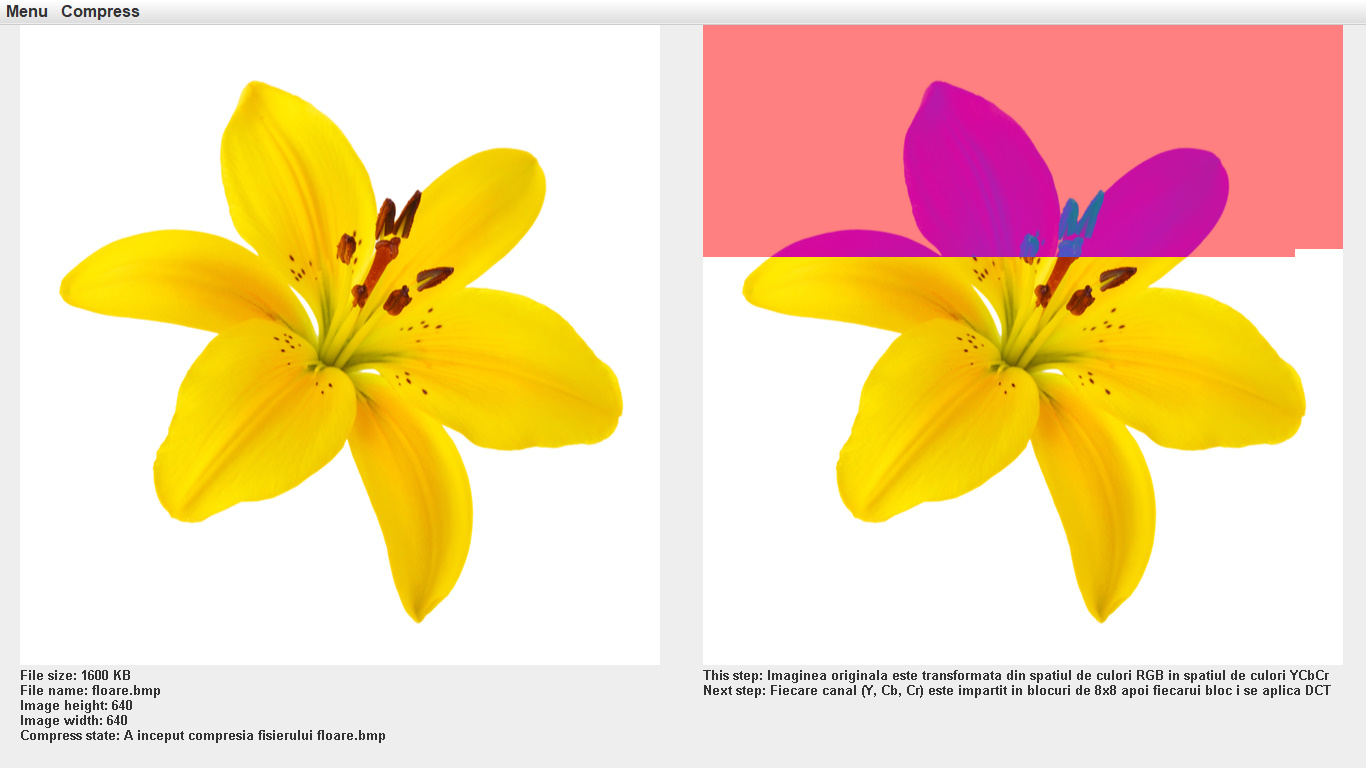 Menu Compress
File size: 1600 KB
File name: floare.bmp
Image height: 640
Image width: 640
Compress state: A inceput compresia fisierului floare.bmp
This step: Imaginea originala este transformata din spatiul de culori RGB in spatiul de culori YCbCr
Next step: Fiecare canal (Y, Cb, Cr) este impartit in blocuri de 8x8 apoi fiecarui bloc i se aplica DCT